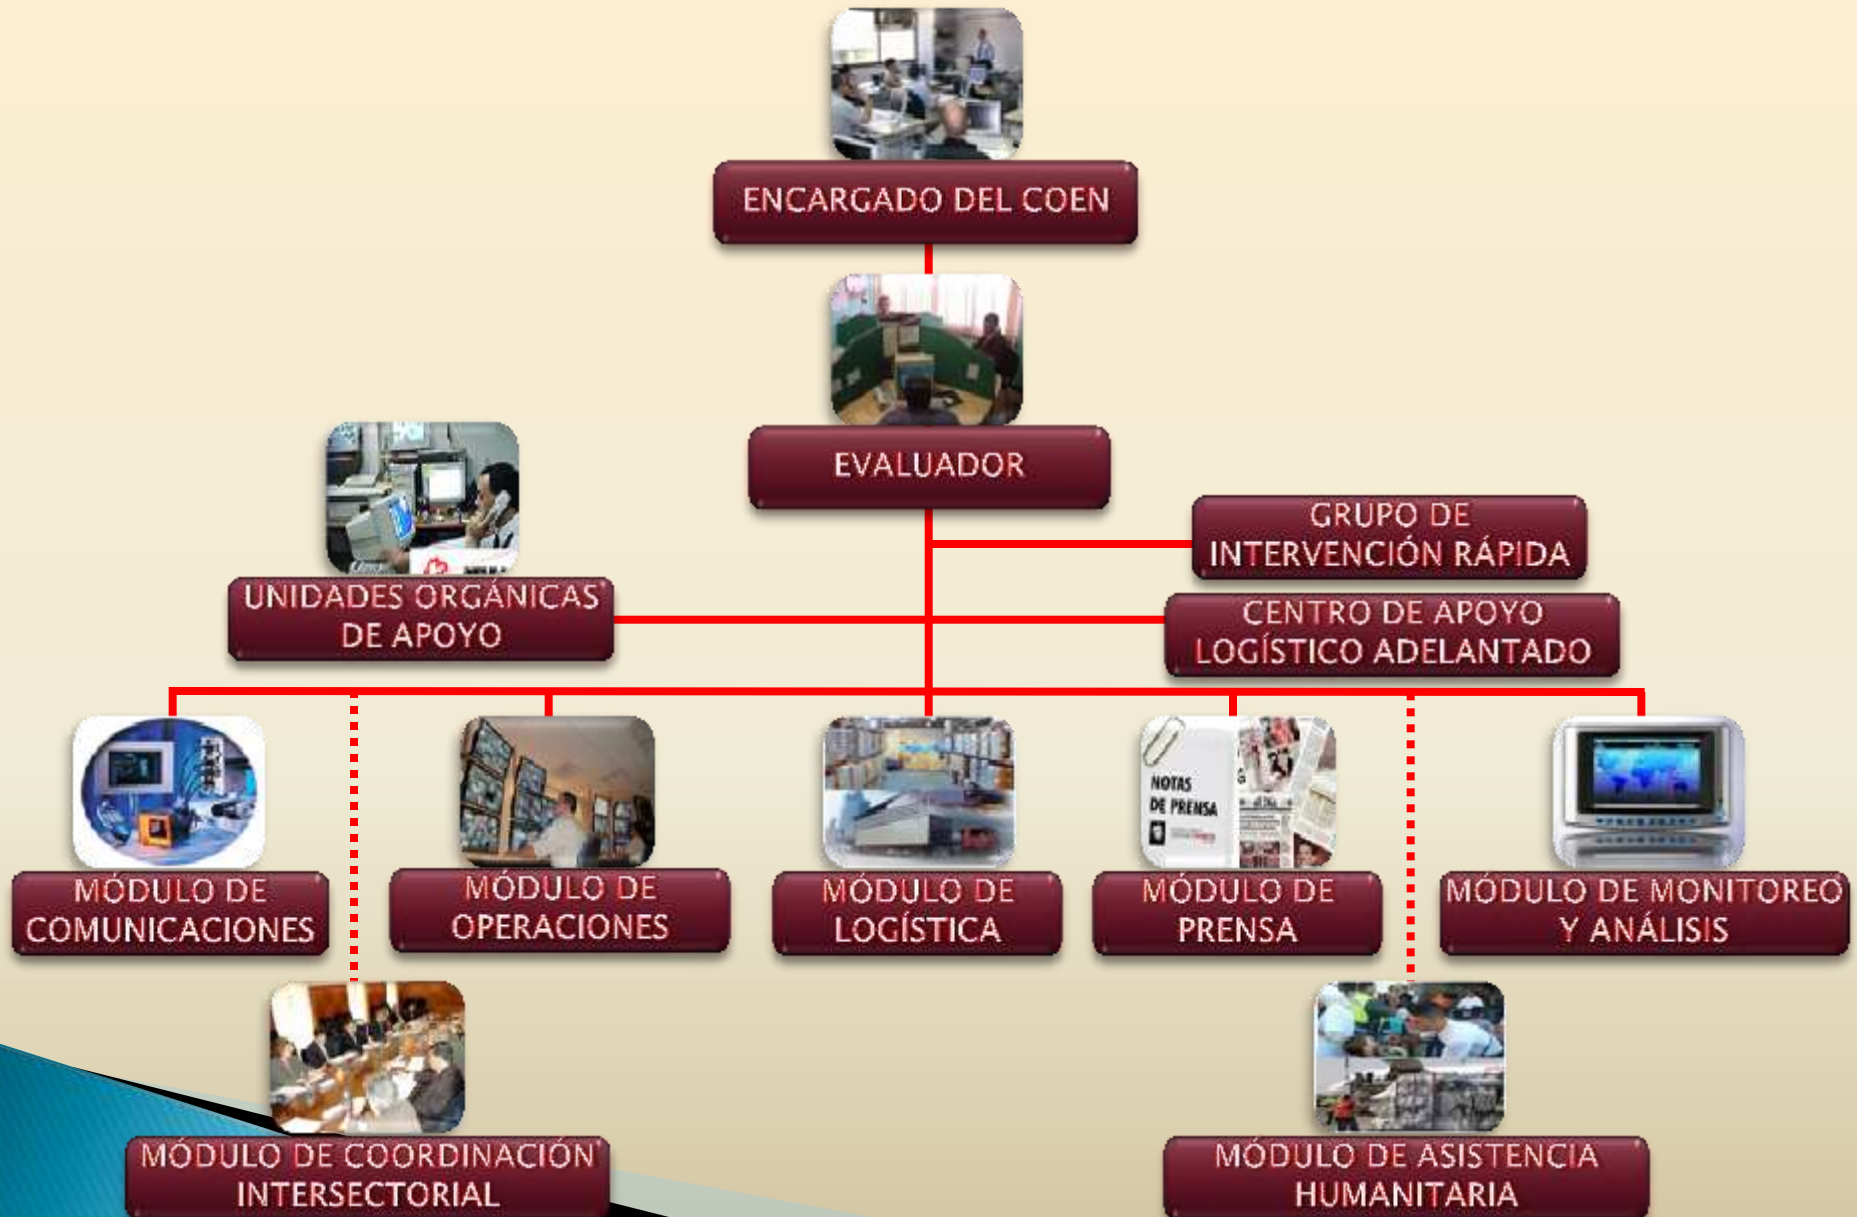 ENCARGADO DEL COEN
EVALUADOR
GRUPO DE
INTERVENCIÓN RÁPIDA
UNIDADES ORGÁNICAS
DE APOYO
CENTRO DE APOYO
LOGÍSTICO ADELANTADO
NOTAS
DE PRENSA
MÓDULO DE
COMUNICACIONES
MÓDULO DE
OPERACIONES
MÓDULO DE
LOGÍSTICA
MÓDULO DE
PRENSA
MÓDULO DE MONITOREO
Y ANÁLISIS
MÓDULO DE COORDINACIÓN
INTERSECTORIAL
MÓDULO DE ASISTENCIA
HUMANITARIA